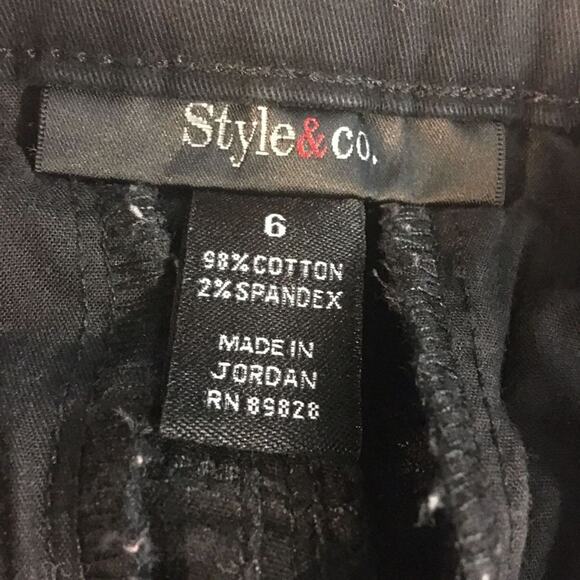 Style&co.
6
98%COTTON
2%SPANDEX
MADE IN
JORDAN
RN 89828